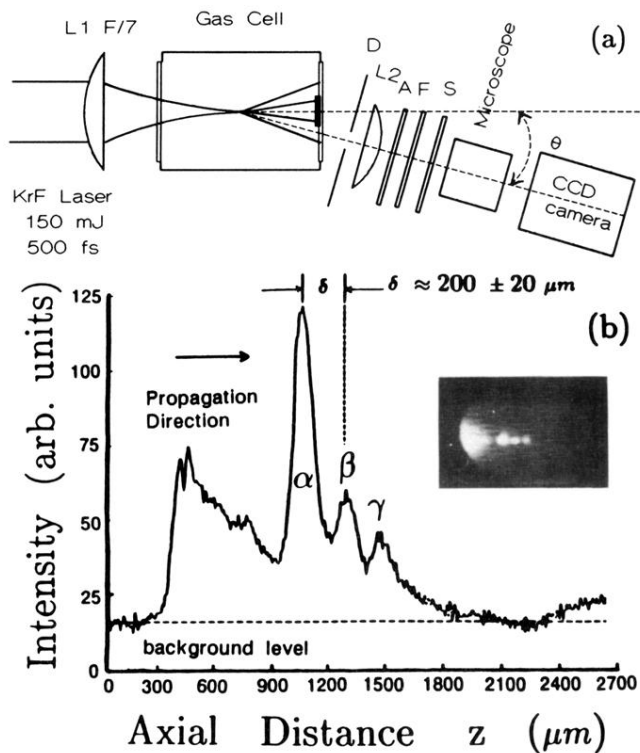 L1 F/7
Gas Cell
(a)
D
L2
A F S
Microscope
θ
CCD
camera
KrF Laser
150 mJ
500 fs
δ
δ ≈ 200 ± 20 μm
(b)
Intensity (arb. units)
125
100
75
50
25
0
Propagation
Direction
α
β
γ
background level
0 300 600 900 1200 1500 1800 2100 2400 2700
Axial Distance z (μm)